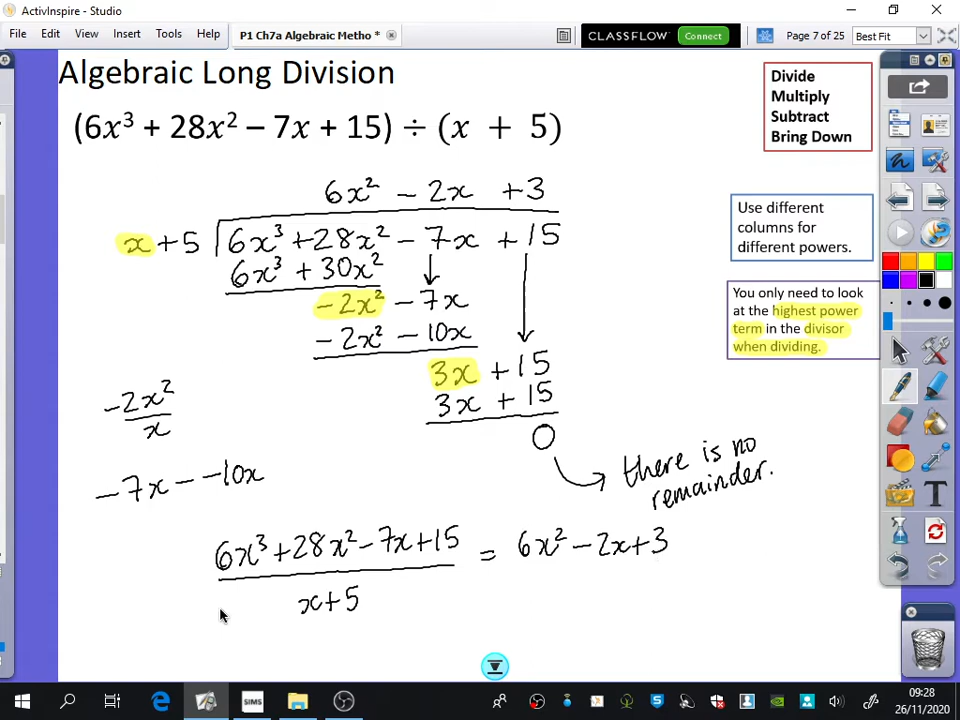 ActivInspire - Studio
File Edit View Insert Tools Help
P1 Ch7a Algebraic Metho *
CLASSFLOW Connect
Page 7 of 25
Best Fit
Algebraic Long Division
(6x³ + 28x² – 7x + 15) ÷ (x + 5)
Divide
Multiply
Subtract
Bring Down
6x² – 2x + 3
x + 5 6x³ + 28x² – 7x + 15
6x³ + 30x²
– 2x² – 7x
– 2x² – 10x
3x + 15
3x + 15
0
Use different
columns for
different powers.
You only need to look
at the highest power
term in the divisor
when dividing.
–2x²
x
– 7x – –10x
there is no
remainder.
6x³ + 28x² – 7x + 15 = 6x² – 2x + 3
x + 5
SIMS
09:28
26/11/2020